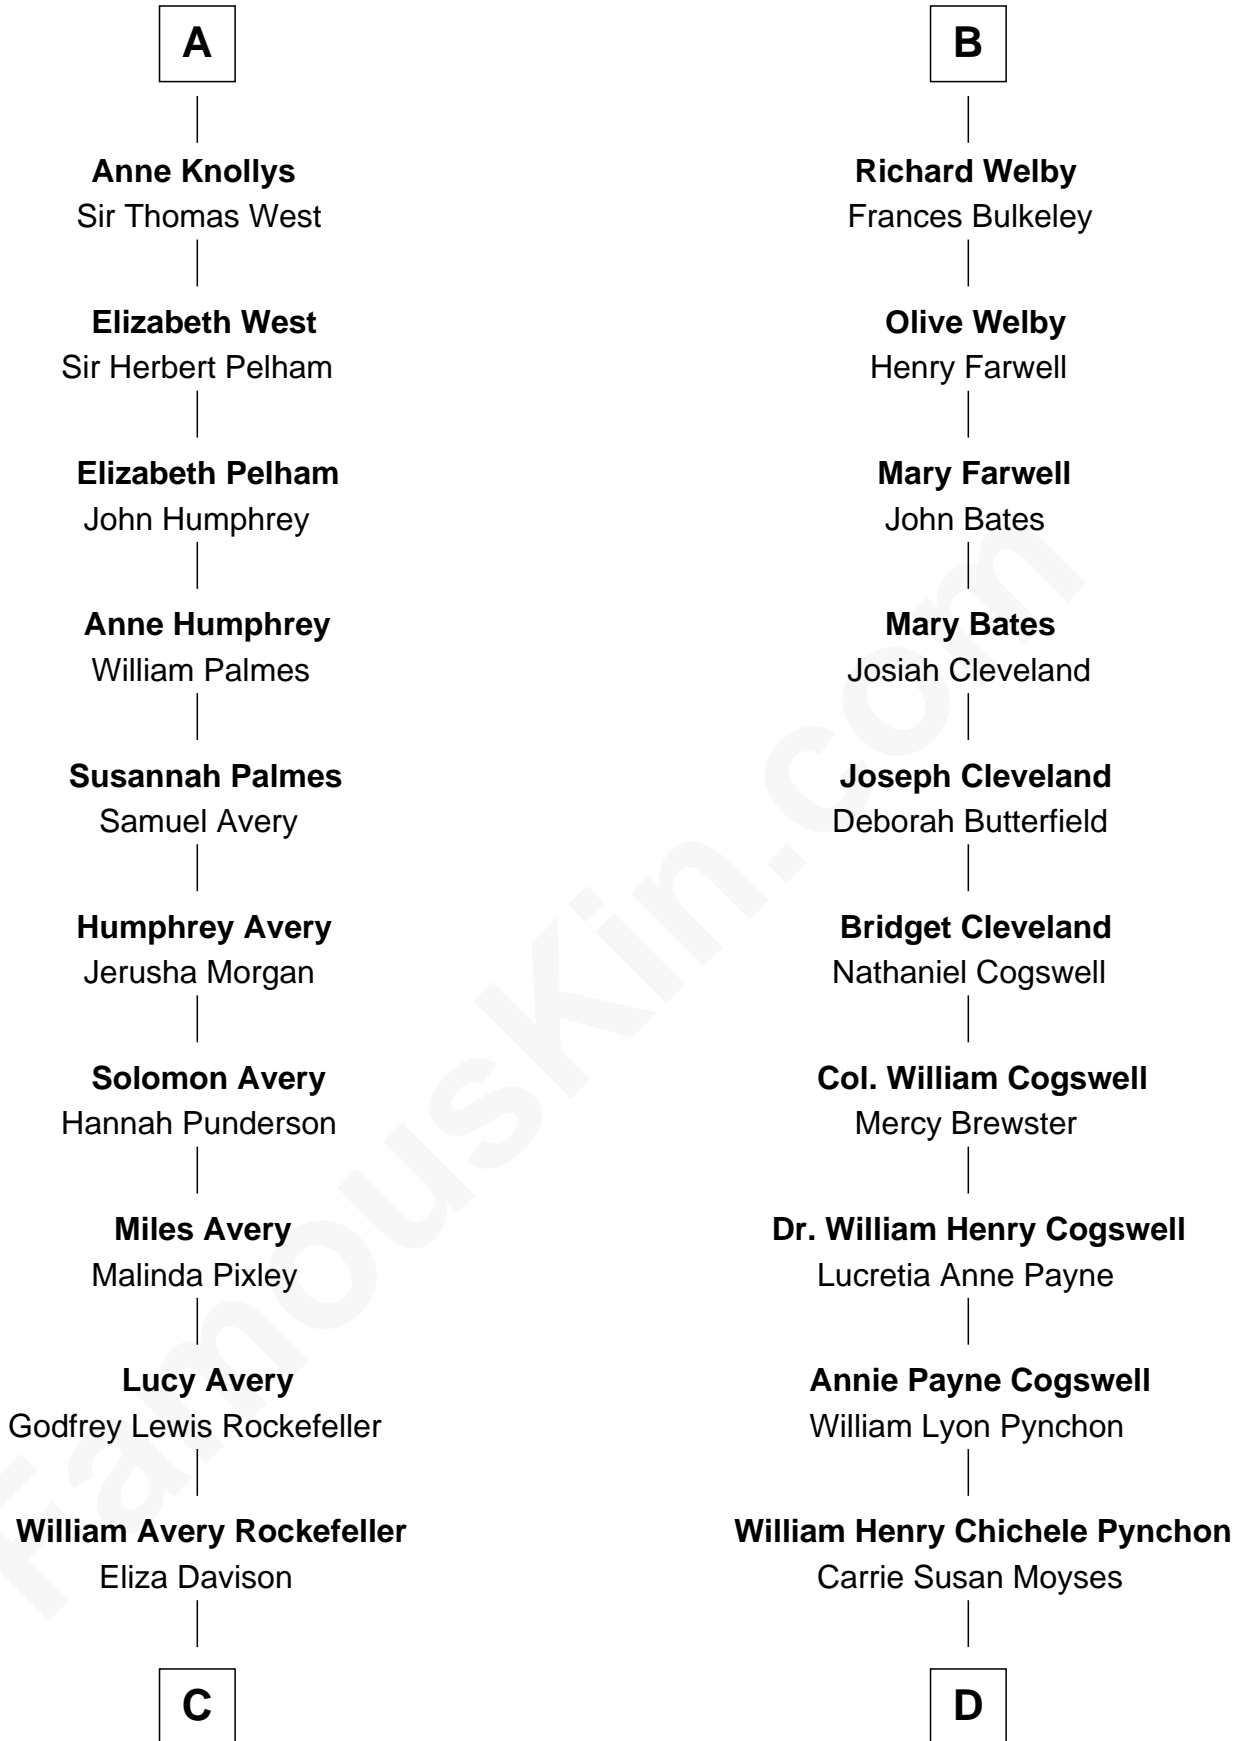 A
Anne Knollys
Sir Thomas West
Elizabeth West
Sir Herbert Pelham
Elizabeth Pelham
John Humphrey
Anne Humphrey
William Palmes
Susannah Palmes
Samuel Avery
Humphrey Avery
Jerusha Morgan
Solomon Avery
Hannah Punderson
Miles Avery
Malinda Pixley
Lucy Avery
Godfrey Lewis Rockefeller
William Avery Rockefeller
Eliza Davison
C
B
Richard Welby
Frances Bulkeley
Olive Welby
Henry Farwell
Mary Farwell
John Bates
Mary Bates
Josiah Cleveland
Joseph Cleveland
Deborah Butterfield
Bridget Cleveland
Nathaniel Cogswell
Col. William Cogswell
Mercy Brewster
Dr. William Henry Cogswell
Lucretia Anne Payne
Annie Payne Cogswell
William Lyon Pynchon
William Henry Chichele Pynchon
Carrie Susan Moyses
D
FamousKin.com